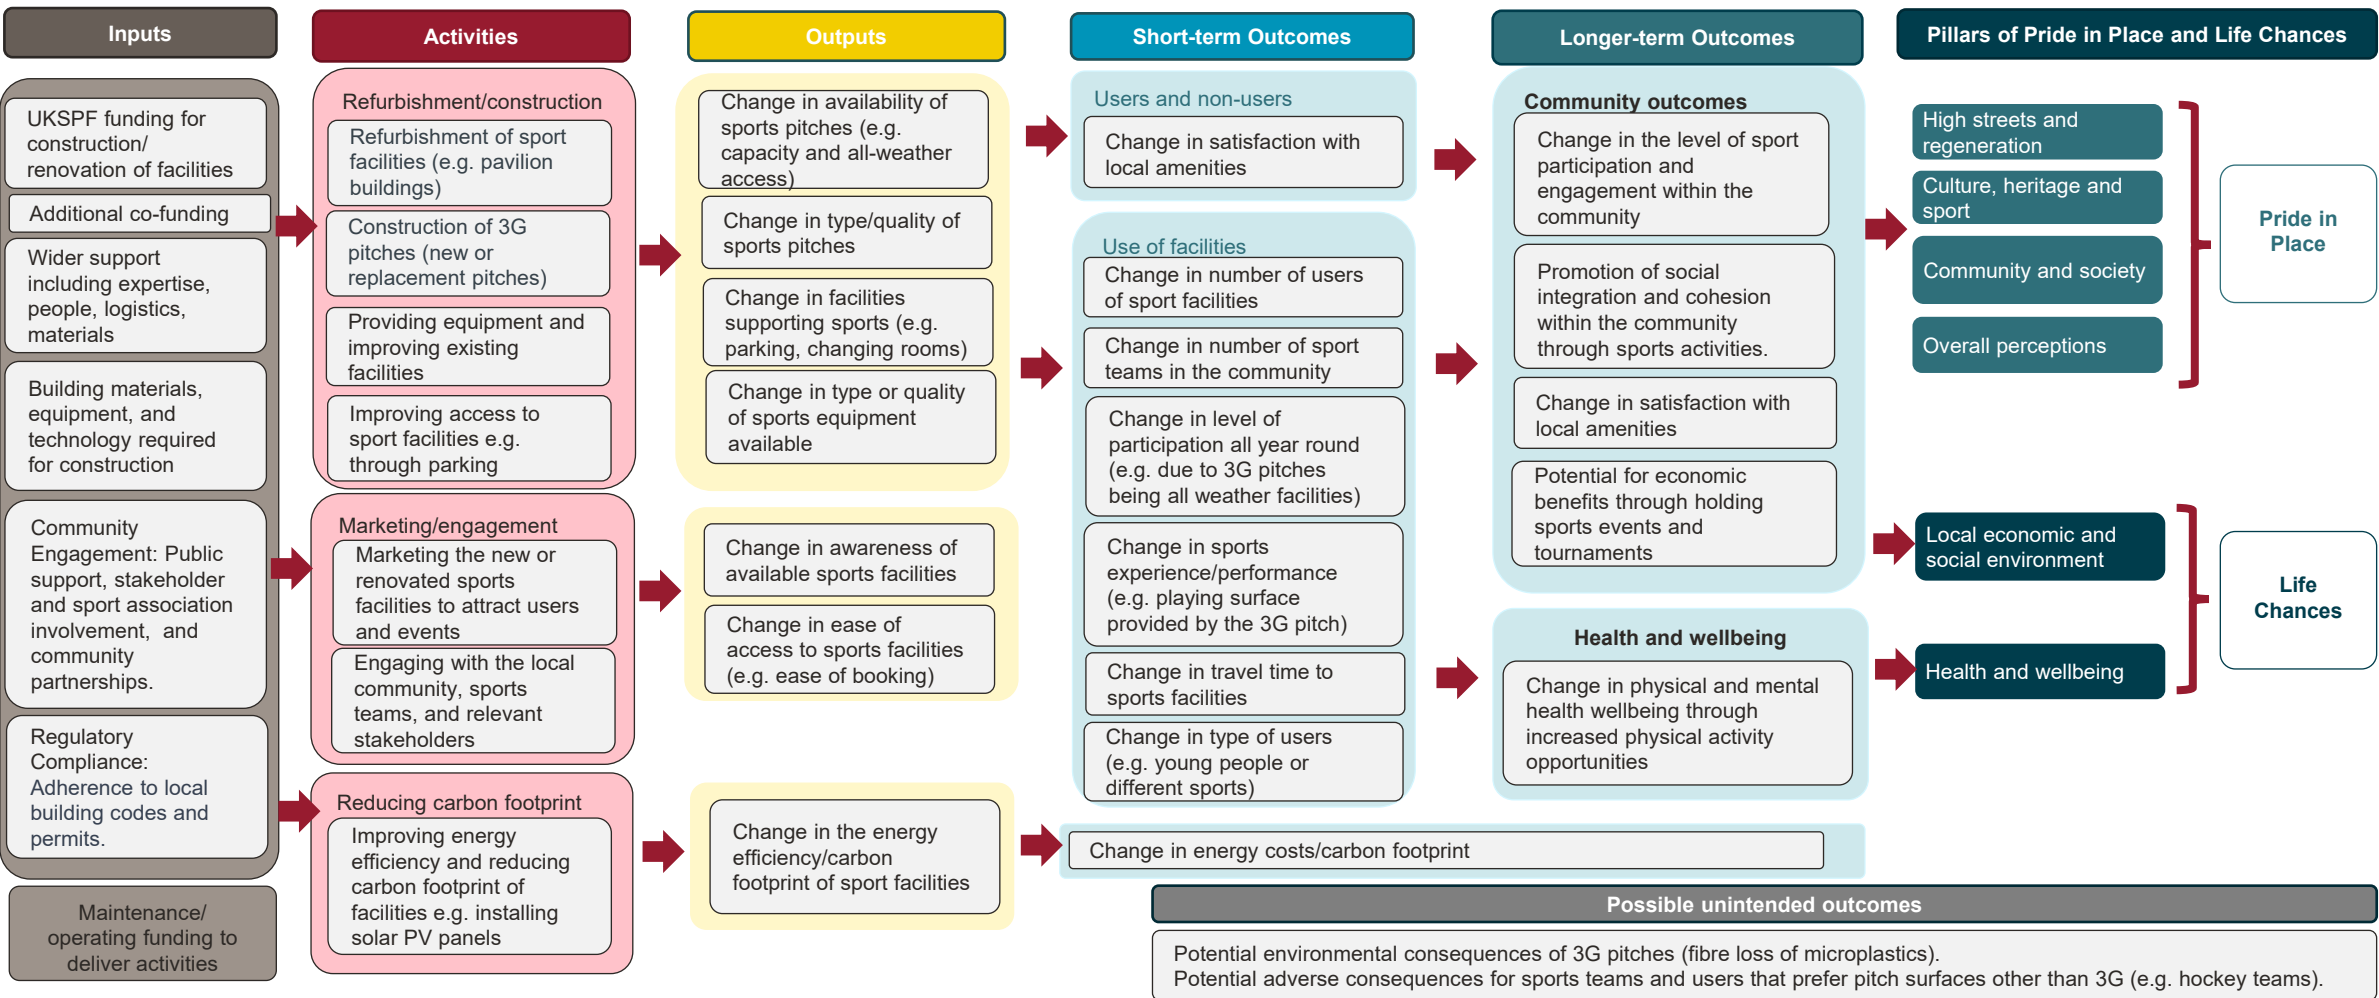 Inputs
UKSPF funding for
construction/
renovation of facilities
Additional co-funding
Wider support
including expertise,
people, logistics,
materials
Building materials,
equipment, and
technology required
for construction
Community
Engagement: Public
support, stakeholder
and sport association
involvement, and
community
partnerships.
Regulatory
Compliance:
Adherence to local
building codes and
permits.
Maintenance/
operating funding to
deliver activities
Activities
Refurbishment/construction
Refurbishment of sport
facilities (e.g. pavilion
buildings)
Construction of 3G
pitches (new or
replacement pitches)
Providing equipment and
improving existing
facilities
Improving access to
sport facilities e.g.
through parking
Marketing/engagement
Marketing the new or
renovated sports
facilities to attract users
and events
Engaging with the local
community, sports
teams, and relevant
stakeholders
Reducing carbon footprint
Improving energy
efficiency and reducing
carbon footprint of
facilities e.g. installing
solar PV panels
Outputs
Change in availability of
sports pitches (e.g.
capacity and all-weather
access)
Change in type/quality of
sports pitches
Change in facilities
supporting sports (e.g.
parking, changing rooms)
Change in type or quality
of sports equipment
available
Change in awareness of
available sports facilities
Change in ease of
access to sports facilities
(e.g. ease of booking)
Change in the energy
efficiency/carbon
footprint of sport facilities
Short-term Outcomes
Users and non-users
Change in satisfaction with
local amenities
Use of facilities
Change in number of users
of sport facilities
Change in number of sport
teams in the community
Change in level of
participation all year round
(e.g. due to 3G pitches
being all weather facilities)
Change in sports
experience/performance
(e.g. playing surface
provided by the 3G pitch)
Change in travel time to
sports facilities
Change in type of users
(e.g. young people or
different sports)
Change in energy costs/carbon footprint
Longer-term Outcomes
Community outcomes
Change in the level of sport
participation and
engagement within the
community
Promotion of social
integration and cohesion
within the community
through sports activities.
Change in satisfaction with
local amenities
Potential for economic
benefits through holding
sports events and
tournaments
Health and wellbeing
Change in physical and mental
health wellbeing through
increased physical activity
opportunities
Pillars of Pride in Place and Life Chances
High streets and
regeneration
Culture, heritage and
sport
Community and society
Overall perceptions
Pride in
Place
Local economic and
social environment
Health and wellbeing
Life
Chances
Possible unintended outcomes
Potential environmental consequences of 3G pitches (fibre loss of microplastics).
Potential adverse consequences for sports teams and users that prefer pitch surfaces other than 3G (e.g. hockey teams).